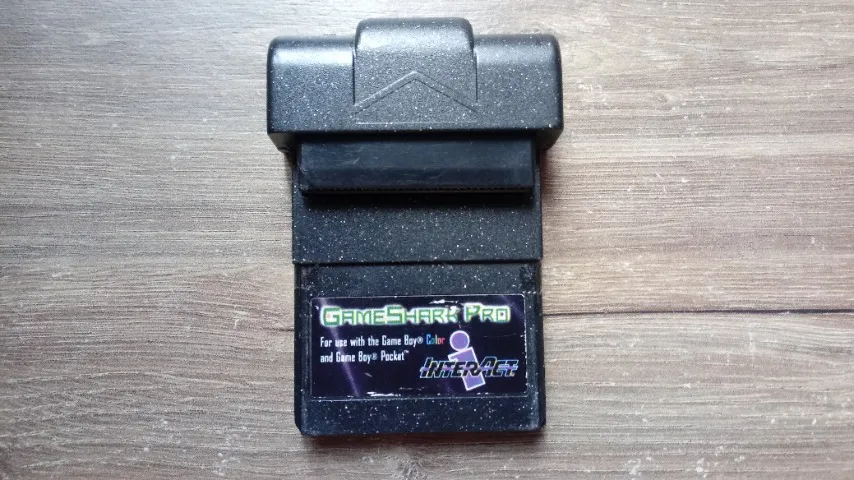 GameShark Pro
For use with the Game Boy® Color
and Game Boy® Pocket™
InterAct